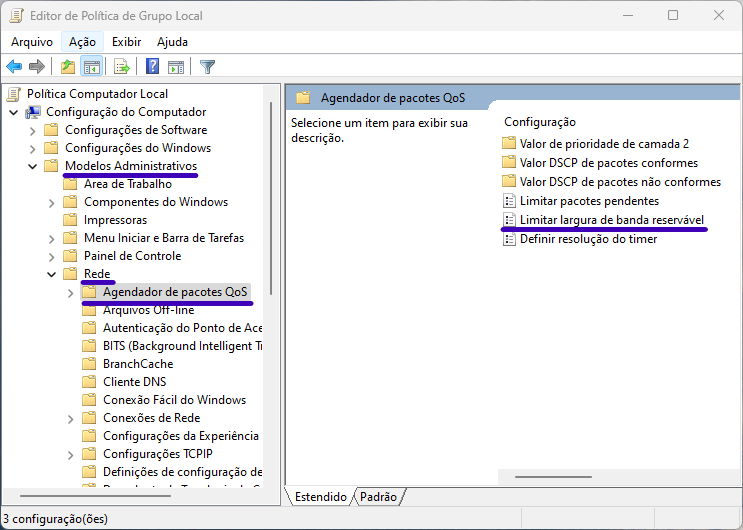 Editor de Política de Grupo Local
Arquivo Ação Exibir Ajuda
Política Computador Local
Configuração do Computador
Configurações de Software
Configurações do Windows
Modelos Administrativos
Área de Trabalho
Componentes do Windows
Impressoras
Menu Iniciar e Barra de Tarefas
Painel de Controle
Rede
Agendador de pacotes QoS
Arquivos Off-line
Autenticação do Ponto de Ace
BITS (Background Intelligent Tr
BranchCache
Cliente DNS
Conexão Fácil do Windows
Conexões de Rede
Configurações da Experiência
Configurações TCPIP
Definições de configuração de
Agendador de pacotes QoS
Selecione um item para exibir sua
descrição.
Configuração
Valor de prioridade de camada 2
Valor DSCP de pacotes conformes
Valor DSCP de pacotes não conformes
Limitar pacotes pendentes
Limitar largura de banda reservável
Definir resolução do timer
Estendido Padrão
3 configuração(ões)